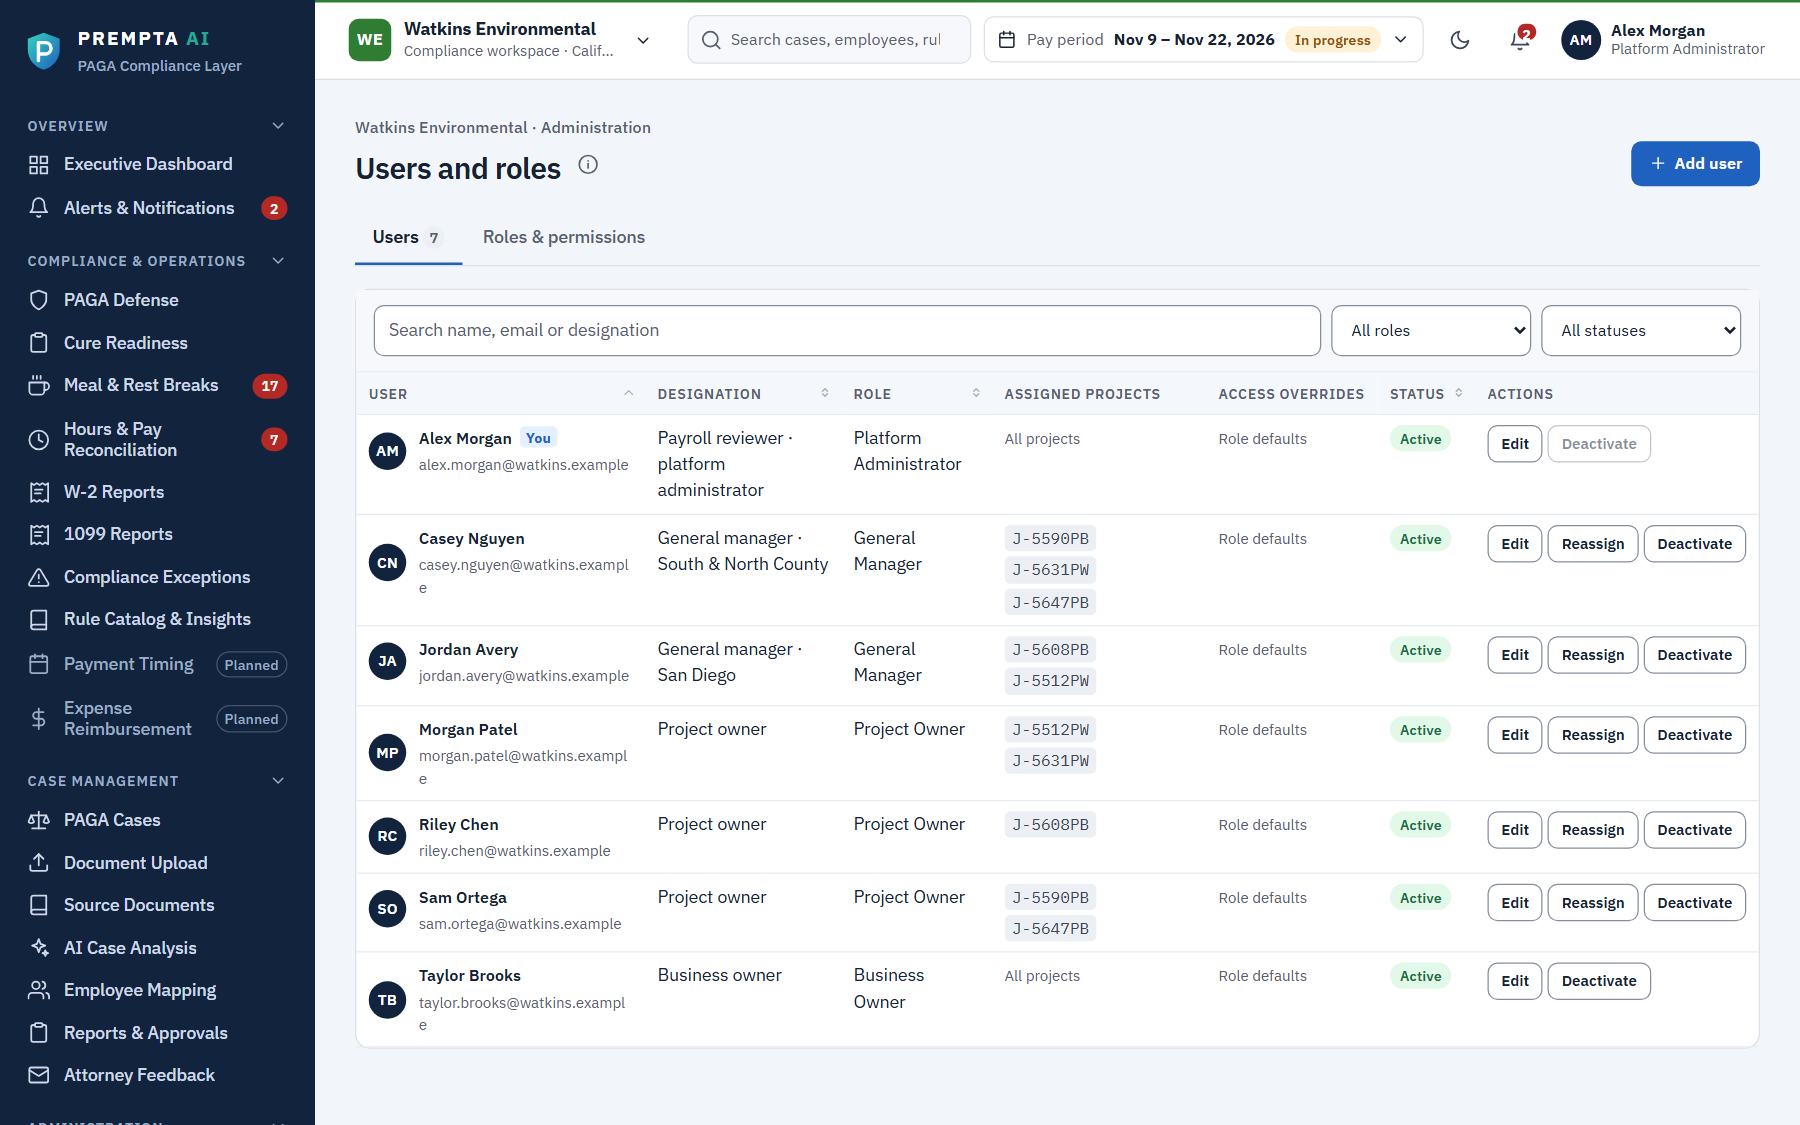 PREMPTA AI
PAGA Compliance Layer
OVERVIEW
Executive Dashboard
Alerts & Notifications 2
COMPLIANCE & OPERATIONS
PAGA Defense
Cure Readiness
Meal & Rest Breaks 17
Hours & Pay
Reconciliation 7
W-2 Reports
1099 Reports
Compliance Exceptions
Rule Catalog & Insights
Payment Timing Planned
Expense
Reimbursement Planned
CASE MANAGEMENT
PAGA Cases
Document Upload
Source Documents
AI Case Analysis
Employee Mapping
Reports & Approvals
Attorney Feedback
ADMINISTRATION
WE Watkins Environmental
Compliance workspace · Calif...
Search cases, employees, rul
Pay period Nov 9 – Nov 22, 2026 In progress
2
AM Alex Morgan
Platform Administrator
Watkins Environmental · Administration
Users and roles
+ Add user
Users 7 Roles & permissions
Search name, email or designation All roles All statuses
USER DESIGNATION ROLE ASSIGNED PROJECTS ACCESS OVERRIDES STATUS ACTIONS
AM Alex Morgan You
alex.morgan@watkins.example
Payroll reviewer ·
platform
administrator
Platform
Administrator
All projects
Role defaults
Active
Edit Deactivate
CN Casey Nguyen
casey.nguyen@watkins.exampl
e
General manager ·
South & North County
General
Manager
J-5590PB
J-5631PW
J-5647PB
Role defaults
Active
Edit Reassign Deactivate
JA Jordan Avery
jordan.avery@watkins.example
General manager ·
San Diego
General
Manager
J-5608PB
J-5512PW
Role defaults
Active
Edit Reassign Deactivate
MP Morgan Patel
morgan.patel@watkins.exampl
e
Project owner
Project Owner
J-5512PW
J-5631PW
Role defaults
Active
Edit Reassign Deactivate
RC Riley Chen
riley.chen@watkins.example
Project owner
Project Owner
J-5608PB
Role defaults
Active
Edit Reassign Deactivate
SO Sam Ortega
sam.ortega@watkins.example
Project owner
Project Owner
J-5590PB
J-5647PB
Role defaults
Active
Edit Reassign Deactivate
TB Taylor Brooks
taylor.brooks@watkins.exampl
e
Business owner
Business
Owner
All projects
Role defaults
Active
Edit Deactivate